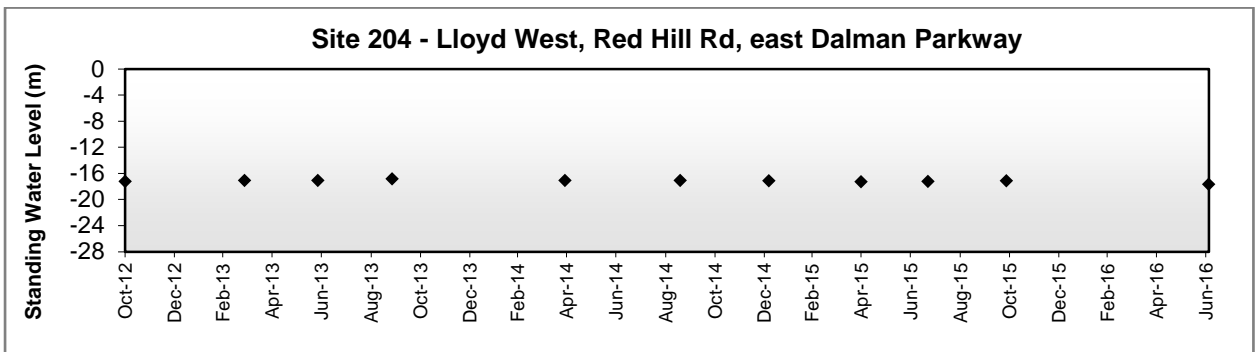 Site 204 - Lloyd West, Red Hill Rd, east Dalman Parkway
Standing Water Level (m)
0
-4
-8
-12
-16
-20
-24
-28
Oct-12
Dec-12
Feb-13
Apr-13
Jun-13
Aug-13
Oct-13
Dec-13
Feb-14
Apr-14
Jun-14
Aug-14
Oct-14
Dec-14
Feb-15
Apr-15
Jun-15
Aug-15
Oct-15
Dec-15
Feb-16
Apr-16
Jun-16